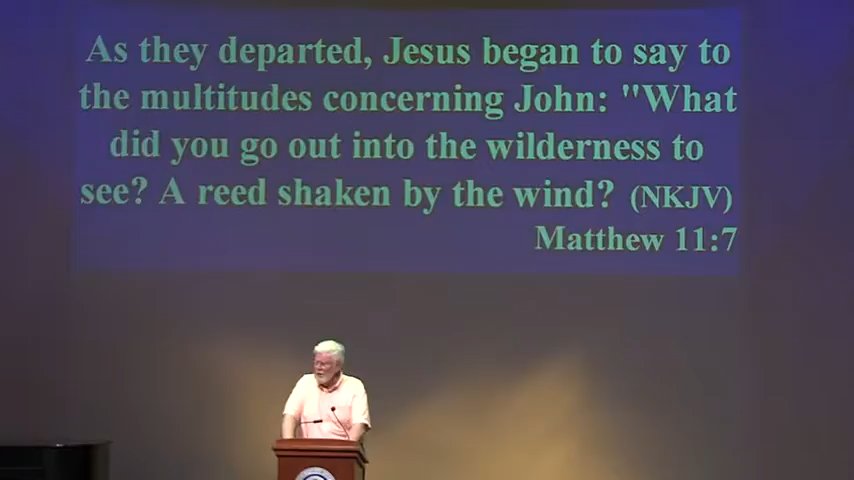 As they departed, Jesus began to say to
the multitudes concerning John: "What
did you go out into the wilderness to
see? A reed shaken by the wind? (NKJV)
Matthew 11:7